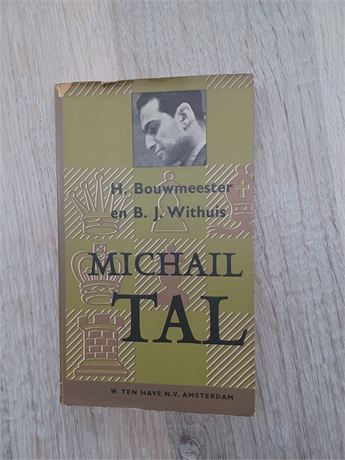 H. Bouwmeester
en B. J. Withuis
MICHAIL
TAL
W. TEN HAVE N.V. AMSTERDAM